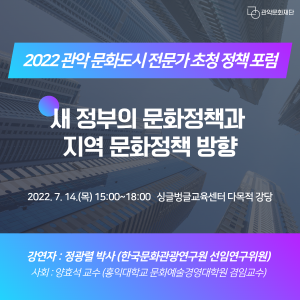 관악문화재단
2022 관악 문화도시 전문가 초청 정책 포럼
새 정부의 문화정책과
지역 문화정책 방향
2022. 7. 14.(목) 15:00~18:00 싱글벙글교육센터 다목적 강당
강연자 : 정광렬 박사 (한국문화관광연구원 선임연구위원)
사회 : 양효석 교수 (홍익대학교 문화예술경영대학원 겸임교수)